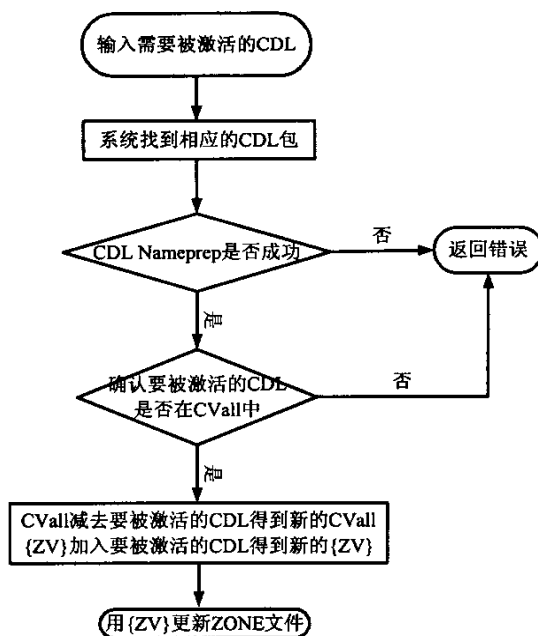 输入需要被激活的CDL
系统找到相应的CDL包
CDL Nameprep是否成功
否
返回错误
是
确认要被激活的CDL
是否在CVall中
否
是
CVall减去要被激活的CDL得到新的CVall
{ZV}加入要被激活的CDL得到新的{ZV}
用{ZV}更新ZONE文件